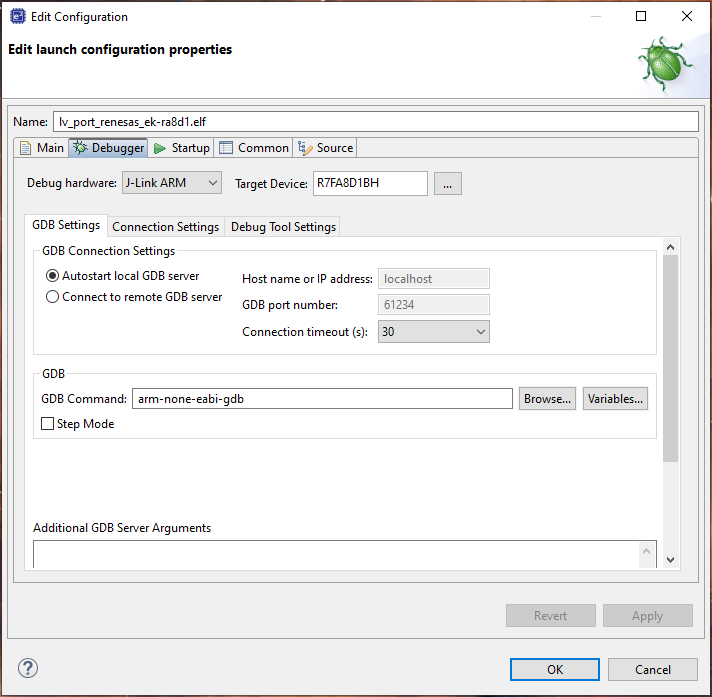 Edit Configuration
Edit launch configuration properties
Name: lv_port_renesas_ek-ra8d1.elf
Main Debugger Startup Common Source
Debug hardware: J-Link ARM Target Device: R7FA8D1BH ...
GDB Settings Connection Settings Debug Tool Settings
GDB Connection Settings
Autostart local GDB server Host name or IP address: localhost
Connect to remote GDB server GDB port number: 61234
Connection timeout (s): 30
GDB
GDB Command: arm-none-eabi-gdb Browse... Variables...
Step Mode
Additional GDB Server Arguments
Revert Apply
? OK Cancel